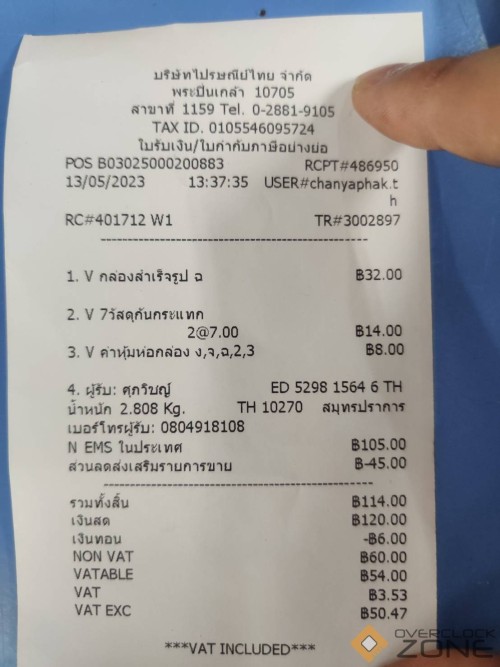 บริษัทไปรษณีย์ไทย จำกัด
พระปิ่นเกล้า 10705
สาขาที่ 1159 Tel. 0-2881-9105
TAX ID. 0105546095724
ใบรับเงิน/ใบกำกับภาษีอย่างย่อ
POS B03025000200883 RCPT#486950
13/05/2023 13:37:35 USER#chanyaphak.t
h
RC#401712 W1 TR#3002897
1. V กล่องสำเร็จรูป ฉ ฿32.00
2. V 7วัสดุกันกระแทก
2@7.00 ฿14.00
3. V ค่าหุ้มห่อกล่อง ง,จ,ฉ,2,3 ฿8.00
4. ผู้รับ: ศุภวิชญ์ ED 5298 1564 6 TH
น้ำหนัก 2.808 Kg. TH 10270 สมุทรปราการ
เบอร์โทรผู้รับ: 0804918108
N EMS ในประเทศ ฿105.00
ส่วนลดส่งเสริมรายการขาย ฿-45.00
รวมทั้งสิ้น ฿114.00
เงินสด ฿120.00
เงินทอน -฿6.00
NON VAT ฿60.00
VATABLE ฿54.00
VAT ฿3.53
VAT EXC ฿50.47
***VAT INCLUDED***
OVERCLOCK
ZONE